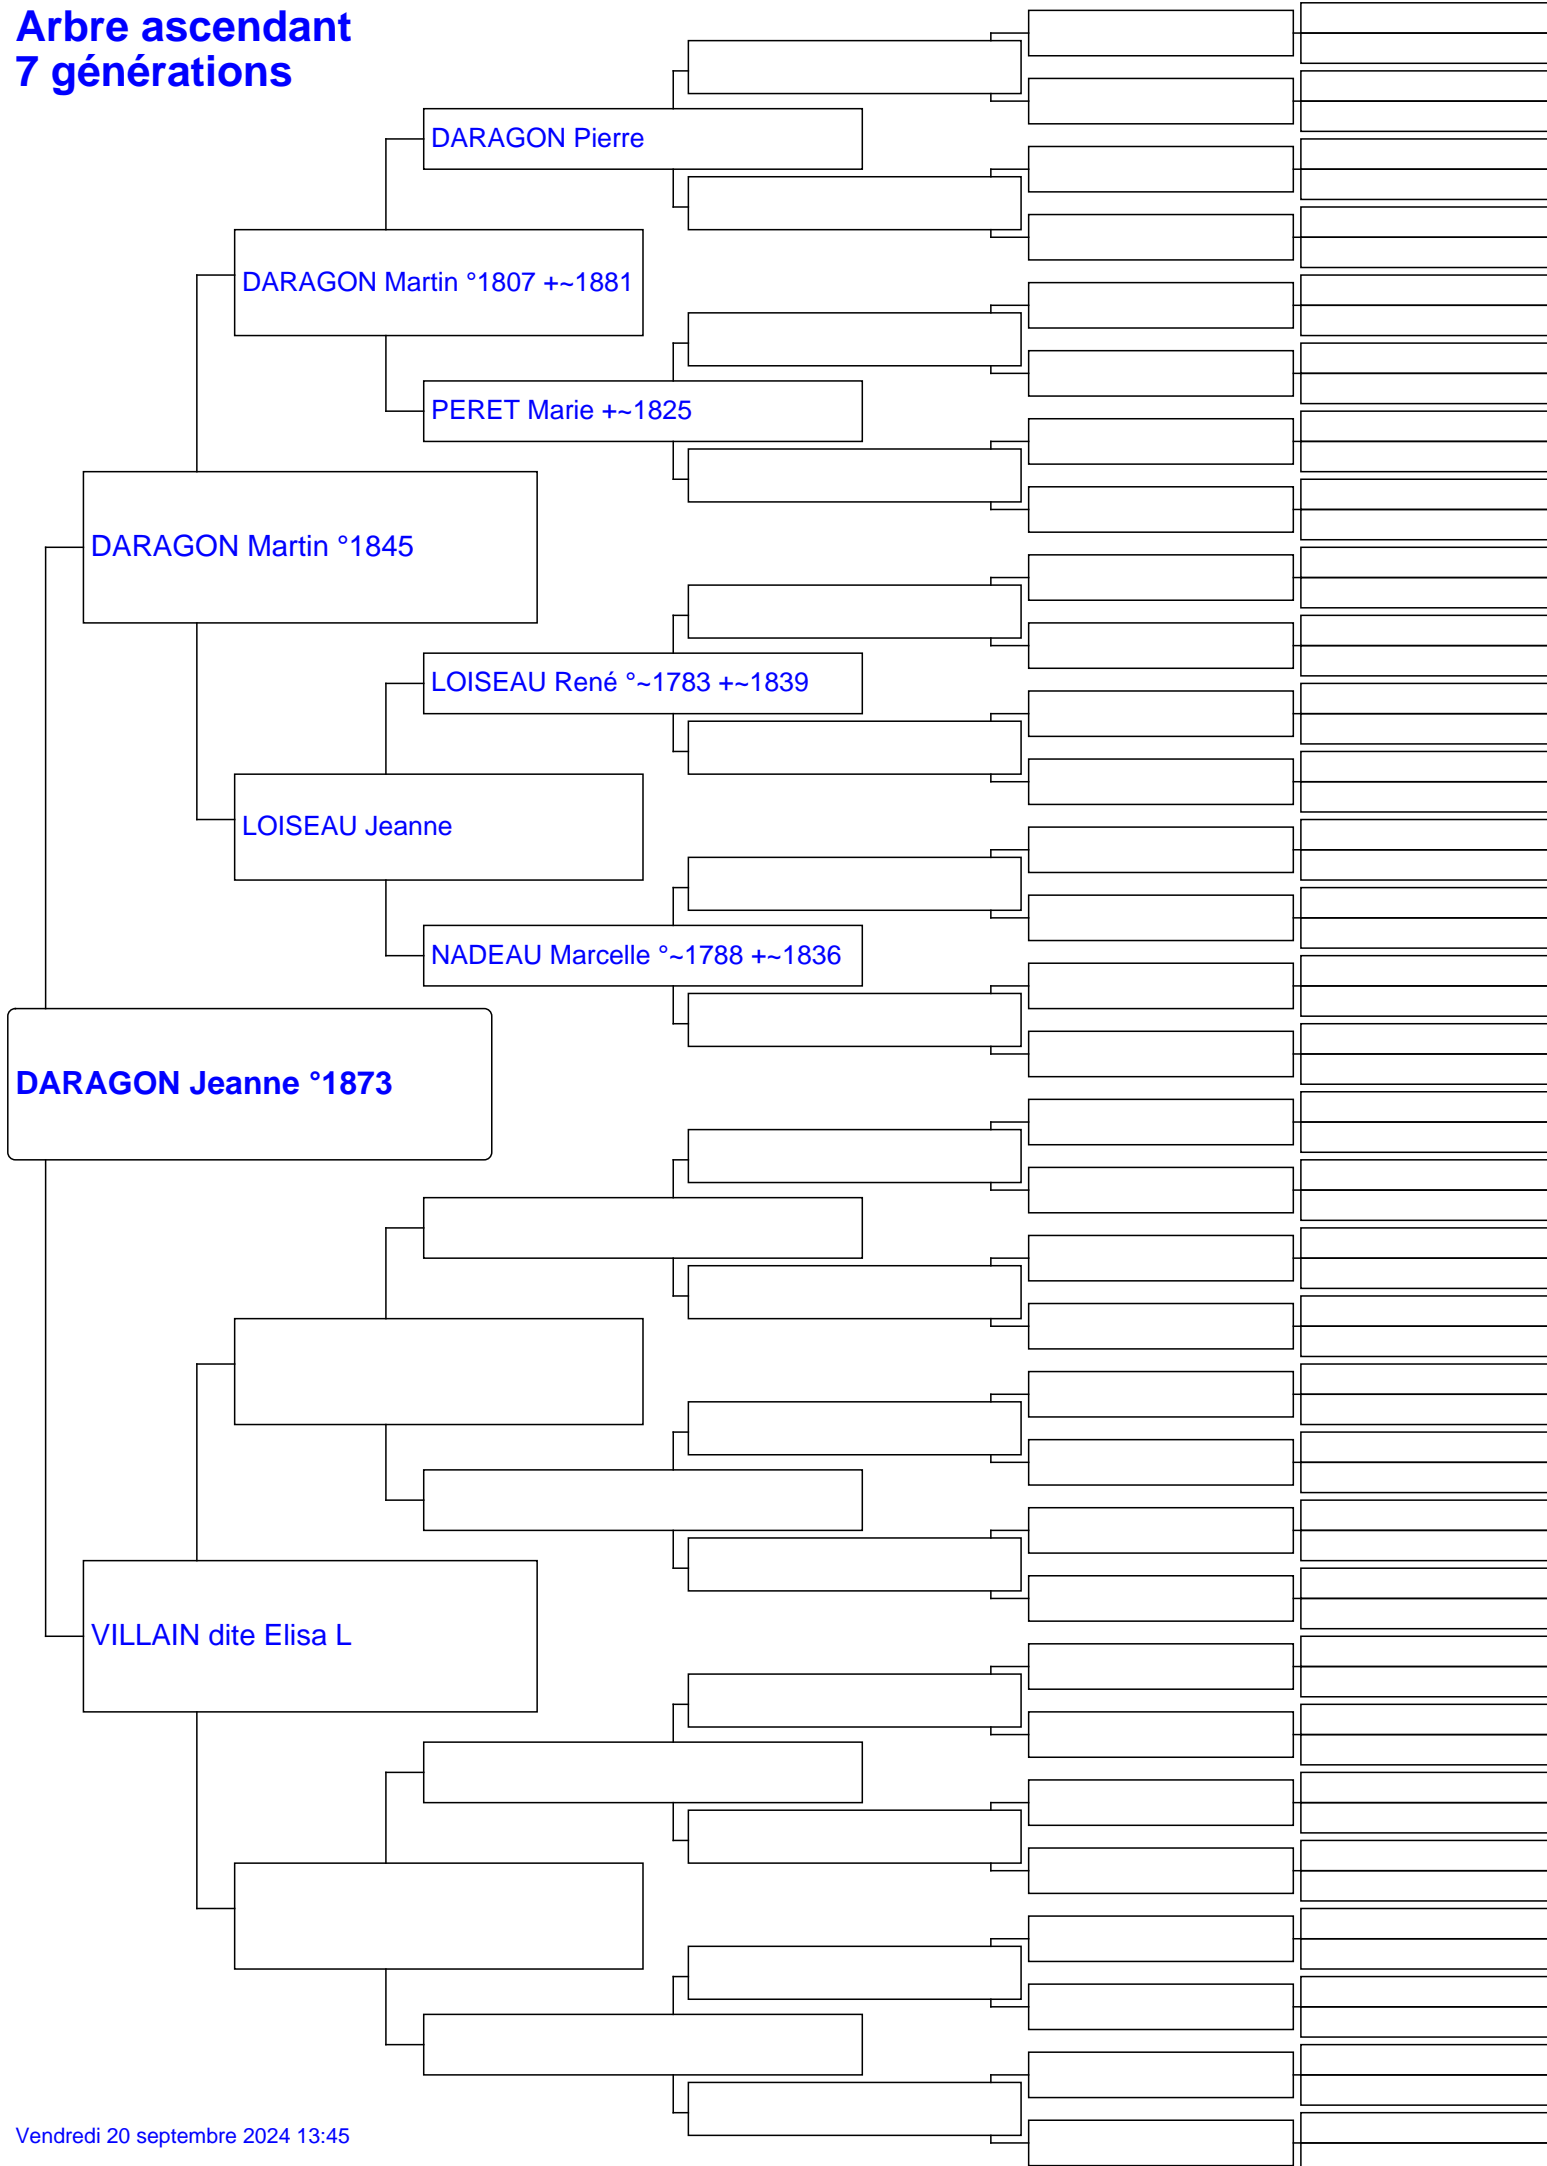 Arbre ascendant
7 générations
DARAGON Pierre
DARAGON Martin °1807 +~1881
PERET Marie +~1825
DARAGON Martin °1845
LOISEAU René °~1783 +~1839
LOISEAU Jeanne
NADEAU Marcelle °~1788 +~1836
DARAGON Jeanne °1873
VILLAIN dite Elisa L
Vendredi 20 septembre 2024 13:45